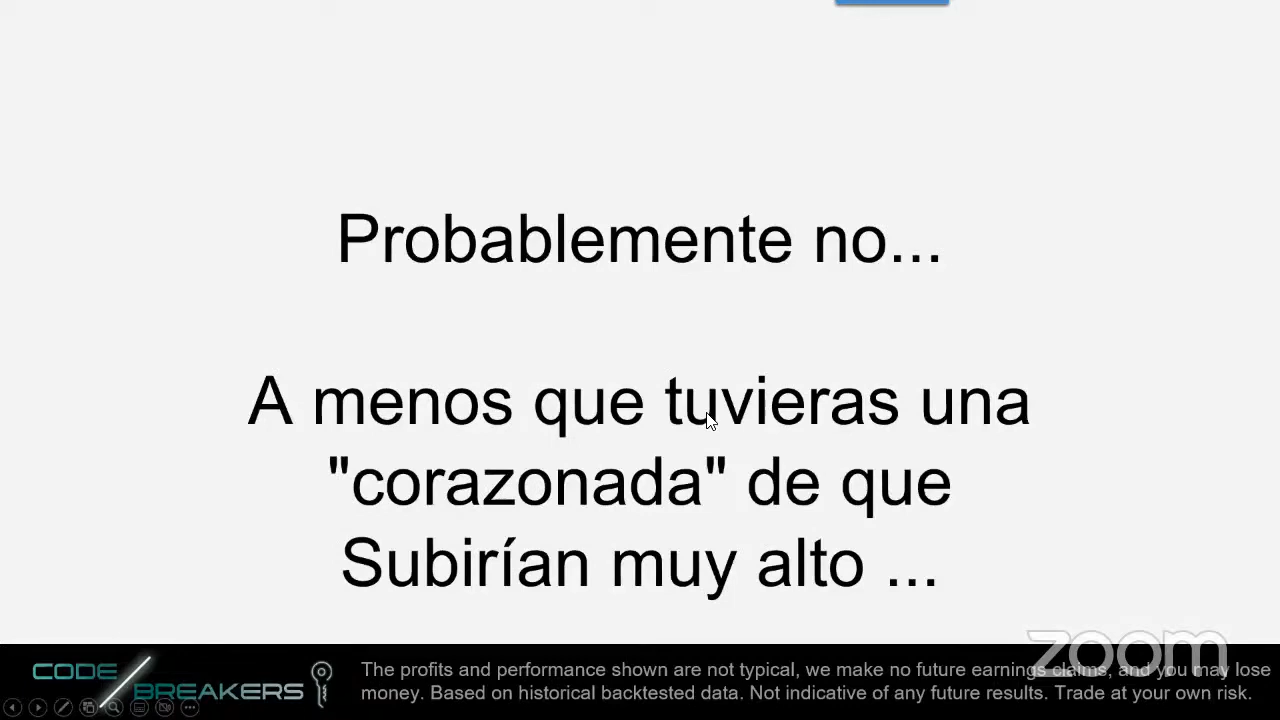 Probablemente no...
A menos que tuvieras una
"corazonada" de que
Subirían muy alto ...
zoom
CODE
BREAKERS
The profits and performance shown are not typical, we make no future earnings claims, and you may lose
money. Based on historical backtested data. Not indicative of any future results. Trade at your own risk.